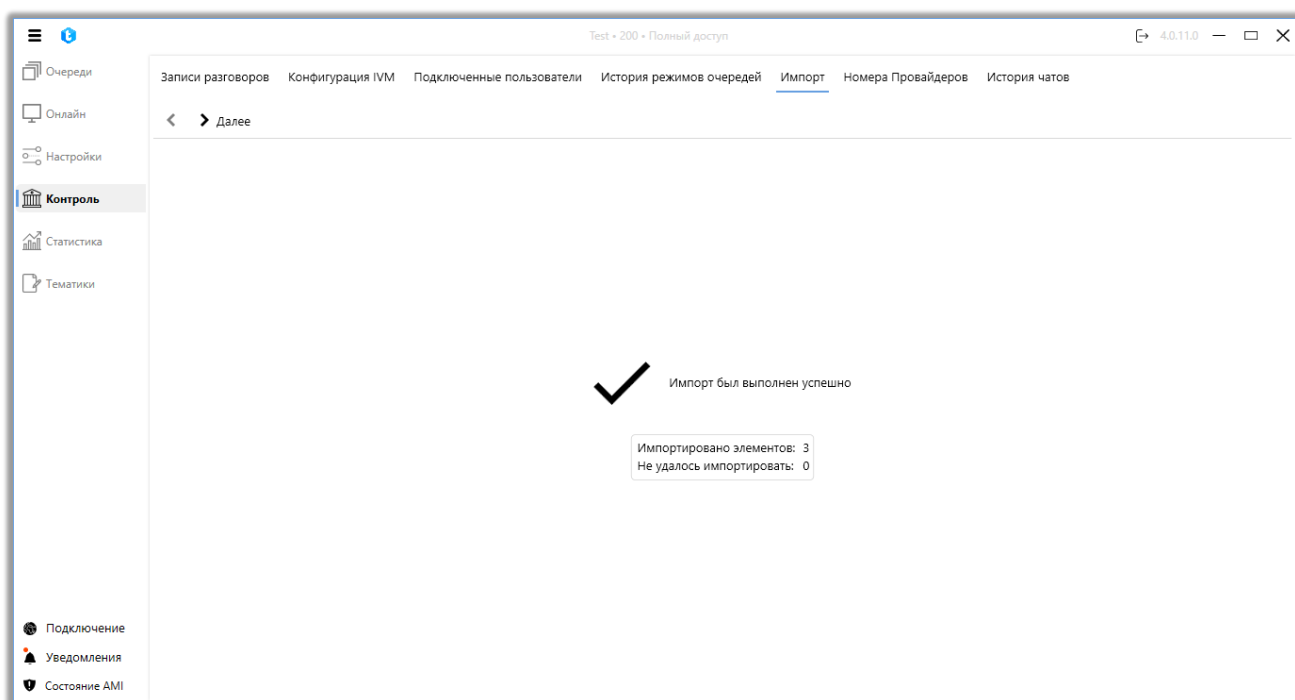 Test • 200 • Полный доступ
4.0.11.0
Очереди
Онлайн
Настройки
Контроль
Статистика
Тематики
Записи разговоров Конфигурация IVM Подключенные пользователи История режимов очередей Импорт Номера Провайдеров История чатов
Далее
Импорт был выполнен успешно
Импортировано элементов: 3
Не удалось импортировать: 0
Подключение
Уведомления
Состояние AMI